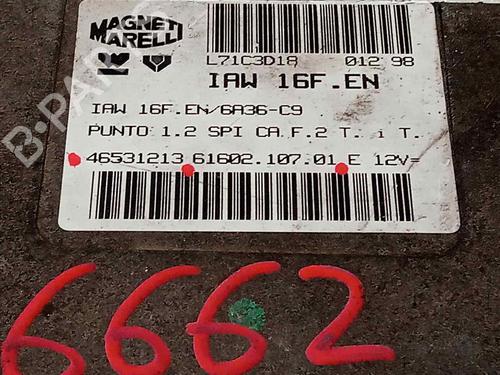 MAGNETI
MARELLI
L71C3D18 012 98
IAW 16F.EN
IAW 16F.EN/6A36-C9
PUNTO 1.2 SPI CA F.2 T. i T.
46531213 61602.107.01 E 12V=
6662
B-PARTS